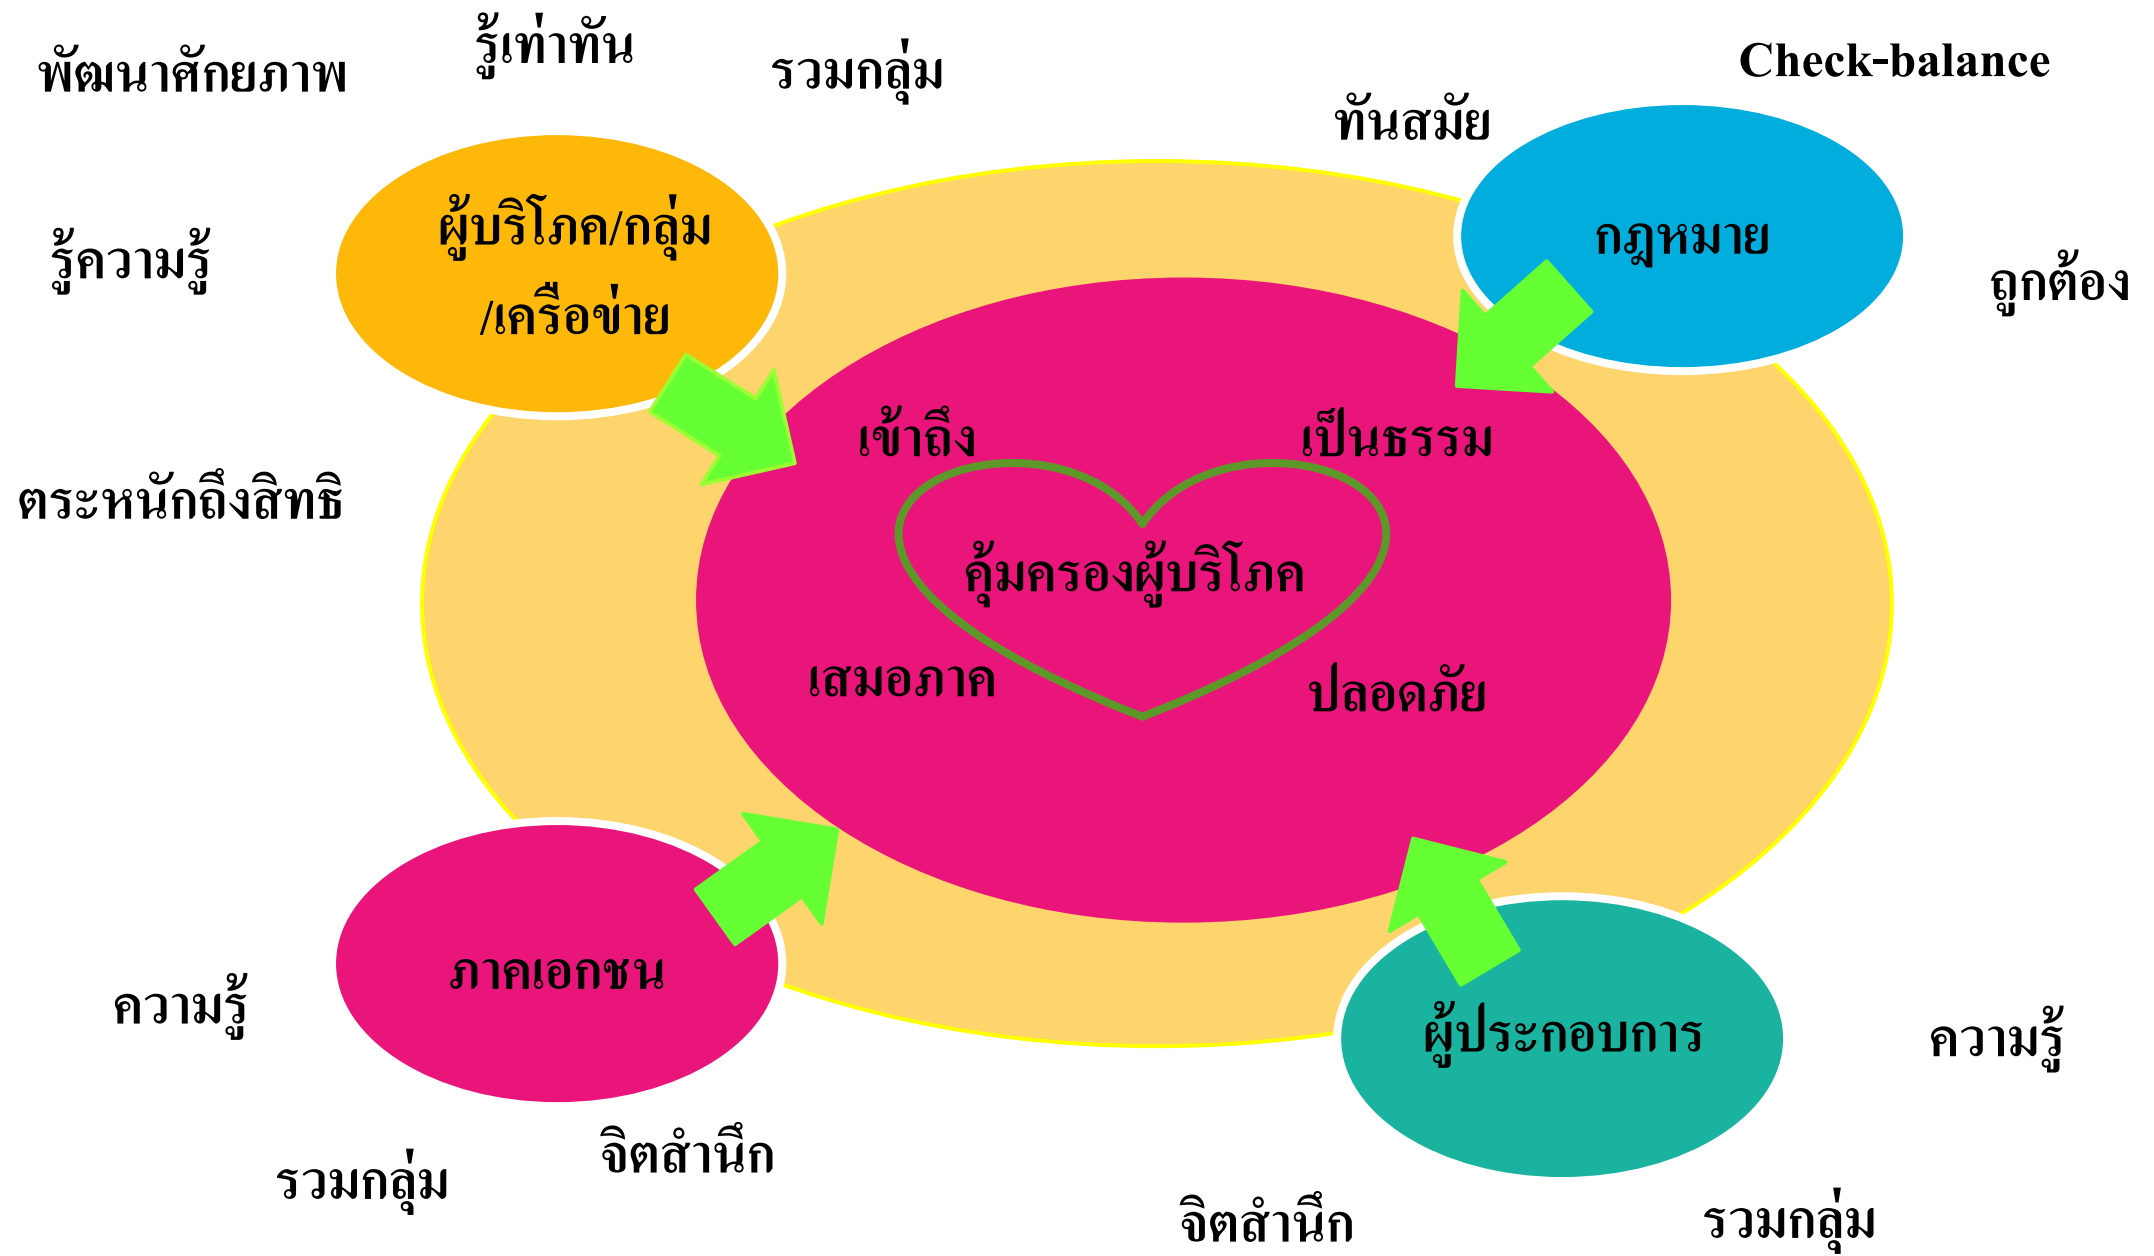 พัฒนาศักยภาพ
รู้เท่าทัน
รวมกลุ่ม
ทันสมัย
Check-balance
รู้ความรู้
ผู้บริโภค/กลุ่ม
/เครือข่าย
กฎหมาย
ถูกต้อง
ตระหนักถึงสิทธิ
เข้าถึง
เป็นธรรม
คุ้มครองผู้บริโภค
เสมอภาค
ปลอดภัย
ภาคเอกชน
ผู้ประกอบการ
ความรู้
ความรู้
รวมกลุ่ม
จิตสำนึก
จิตสำนึก
รวมกลุ่ม